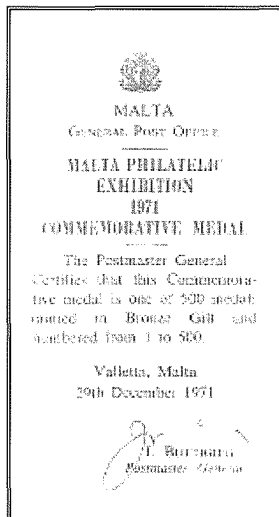 MALTA
GENERAL POST OFFICE
MALTA PHILATELIC
EXHIBITION
1971
COMMEMORATIVE MEDAL
The Postmaster General
Certifies that this Commemora-
tive medal is one of 500 medals
minted in Bronze Gilt and
numbered from 1 to 500.
Valletta, Malta
29th December 1971
Postmaster General